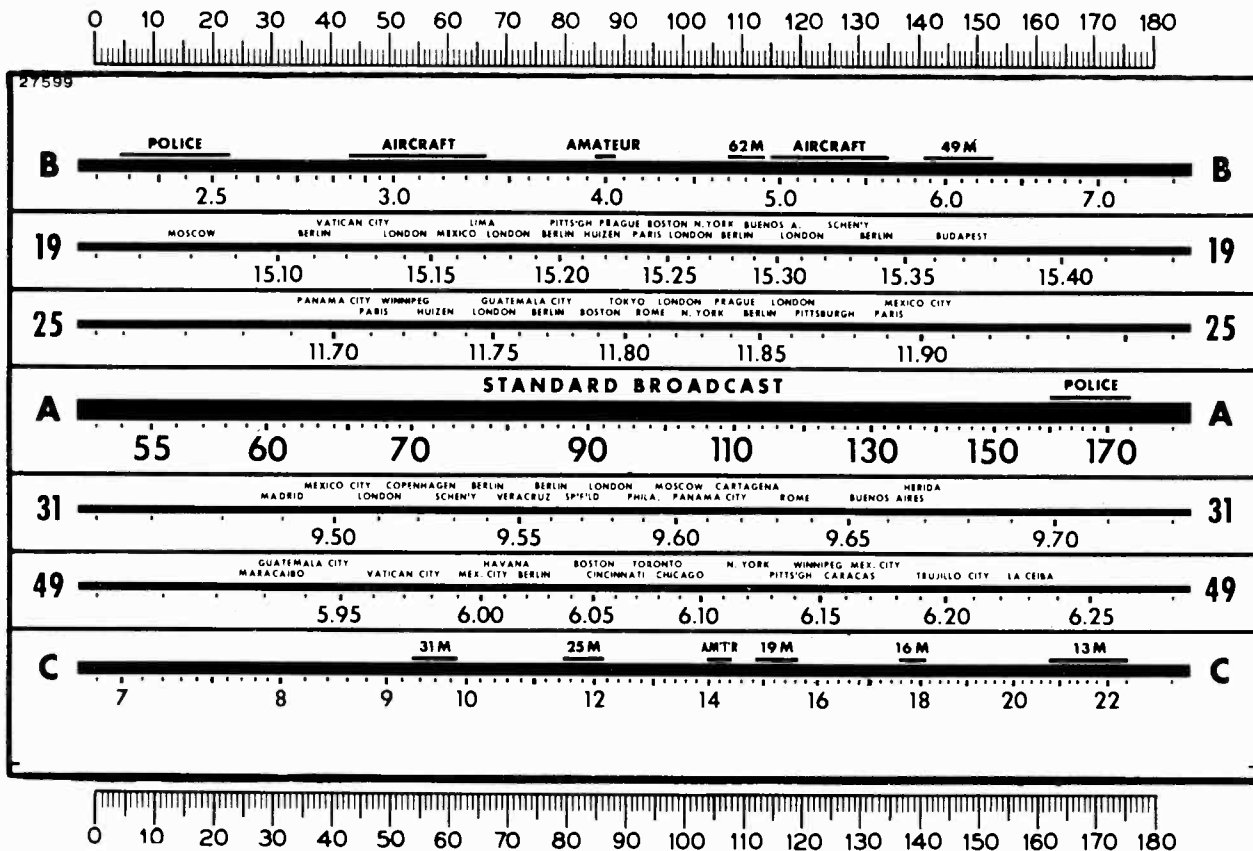 0 10 20 30 40 50 60 70 80 90 100 110 120 130 140 150 160 170 180
27599
POLICE AIRCRAFT AMATEUR 62M AIRCRAFT 49M
B B
2.5 3.0 4.0 5.0 6.0 7.0
VATICAN CITY LIMA PITTS'GH PRAGUE BOSTON N.YORK BUENOS A. SCHEN'Y
MOSCOW BERLIN LONDON MEXICO LONDON BERLIN HUIZEN PARIS LONDON BERLIN LONDON BERLIN BUDAPEST
19 19
15.10 15.15 15.20 15.25 15.30 15.35 15.40
PANAMA CITY WINNIPEG GUATEMALA CITY TOKYO LONDON PRAGUE LONDON MEXICO CITY
PARIS HUIZEN LONDON BERLIN BOSTON ROME N.YORK BERLIN PITTSBURGH PARIS
25 25
11.70 11.75 11.80 11.85 11.90
STANDARD BROADCAST POLICE
A A
55 60 70 90 110 130 150 170
MEXICO CITY COPENHAGEN BERLIN BERLIN LONDON MOSCOW CARTAGENA HERIDA
MADRID LONDON SCHEN'Y VERACRUZ SP'F'LD PHILA. PANAMA CITY ROME BUENOS AIRES
31 31
9.50 9.55 9.60 9.65 9.70
GUATEMALA CITY HAVANA BOSTON TORONTO N. YORK WINNIPEG MEX. CITY
MARACAIBO VATICAN CITY MEX. CITY BERLIN CINCINNATI CHICAGO PITTS'GH CARACAS TRUJILLO CITY LA CEIBA
49 49
5.95 6.00 6.05 6.10 6.15 6.20 6.25
31M 25M AM'T'R 19M 16M 13M
C C
7 8 9 10 12 14 16 18 20 22
0 10 20 30 40 50 60 70 80 90 100 110 120 130 140 150 160 170 180